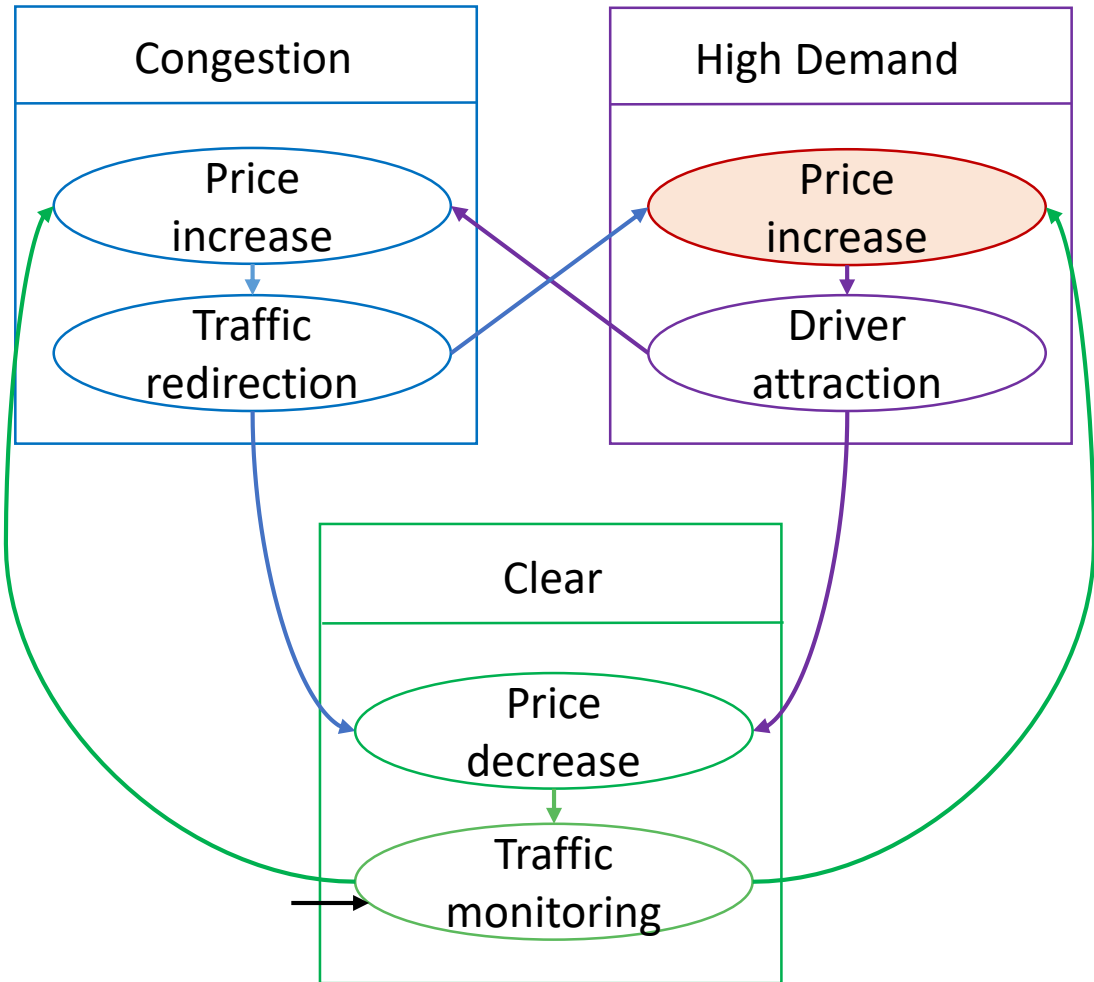 Congestion
Price
increase
Traffic
redirection
High Demand
Price
increase
Driver
attraction
Clear
Price
decrease
Traffic
monitoring